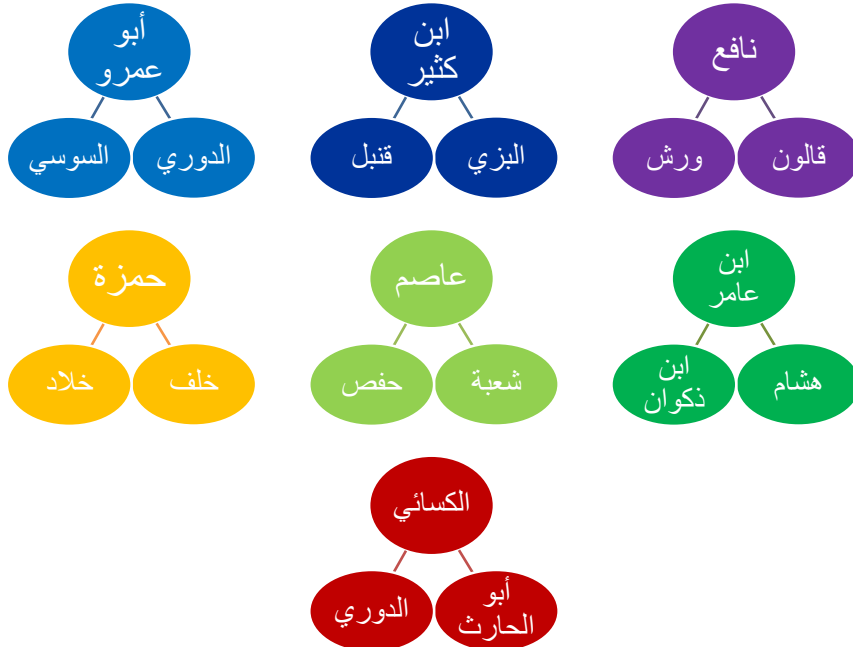 نافع
قالون
ورش
ابن
كثير
البزي
قنبل
أبو
عمرو
الدوري
السوسي
ابن
عامر
هشام
ابن
ذكوان
عاصم
شعبة
حفص
حمزة
خلف
خلاد
الكسائي
أبو
الحارث
الدوري